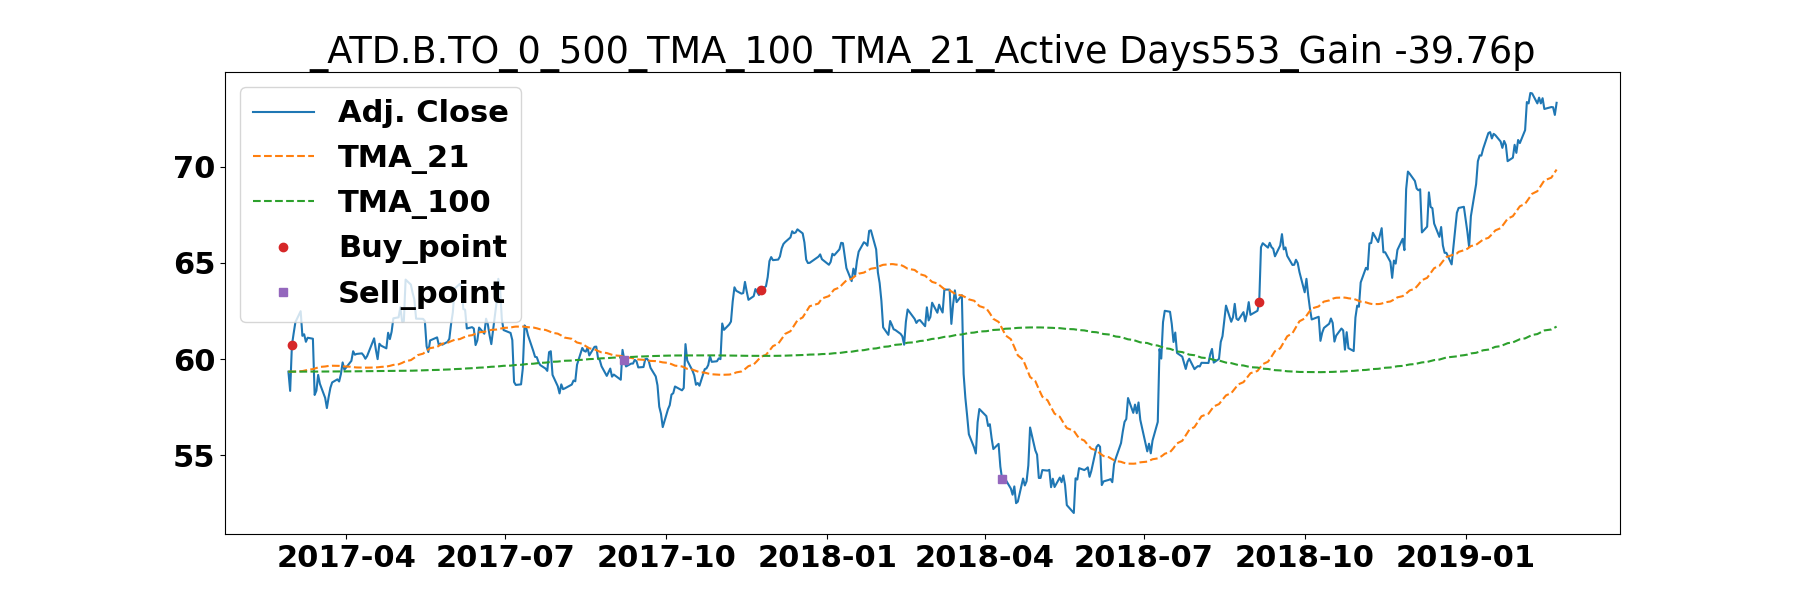 _ATD.B.TO_0_500_TMA_100_TMA_21_Active Days553_Gain -39.76p
Adj. Close
TMA_21
TMA_100
Buy_point
Sell_point
70
65
60
55
2017-04 2017-07 2017-10 2018-01 2018-04 2018-07 2018-10 2019-01